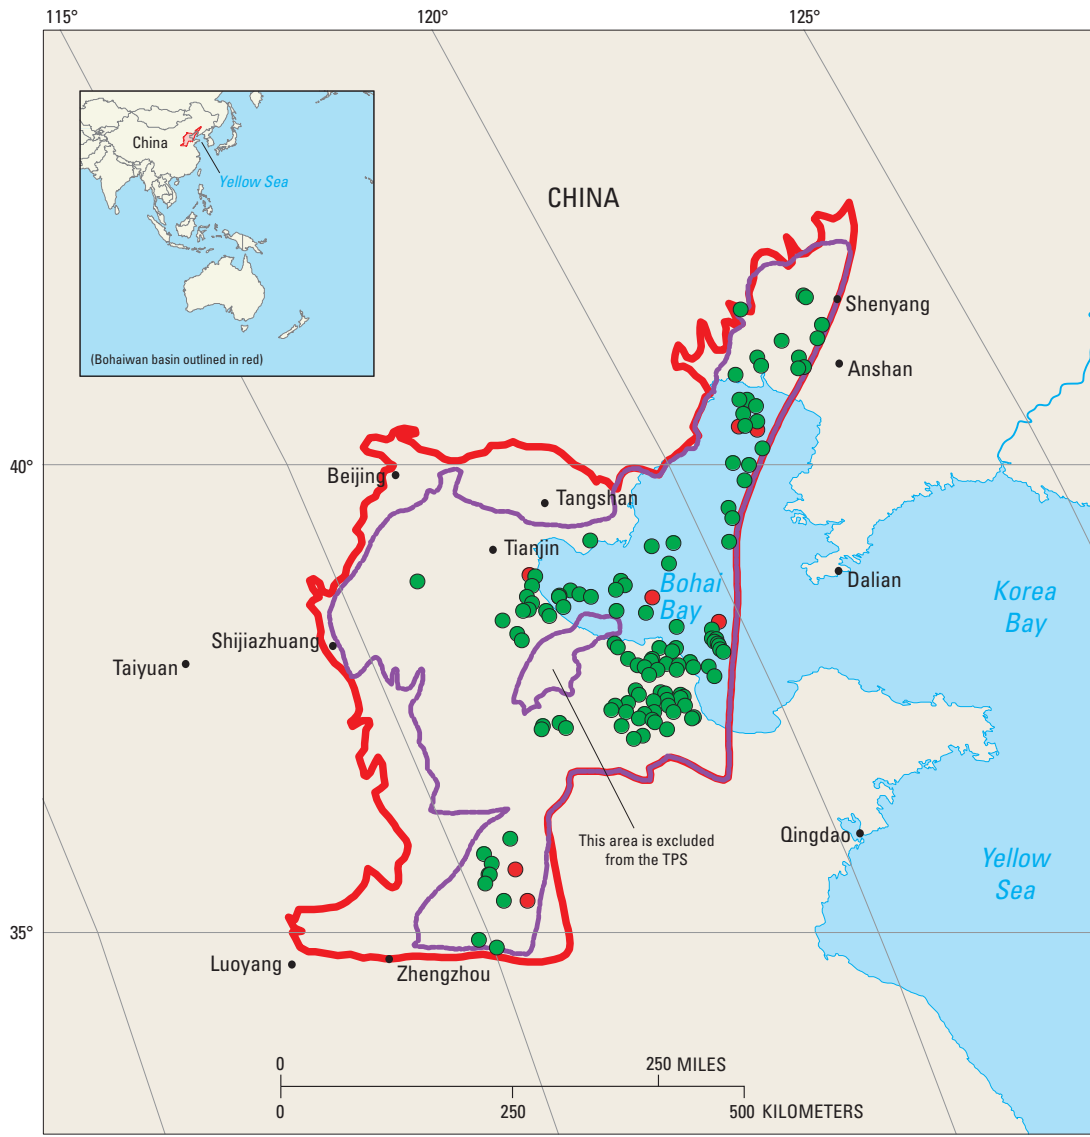 115°
120°
125°
China
Yellow Sea
(Bohaiwan basin outlined in red)
CHINA
Shenyang
Anshan
40°
Beijing
Tangshan
Tianjin
Bohai
Bay
Dalian
Korea
Bay
Shijiazhuang
Taiyuan
This area is excluded
from the TPS
Qingdao
Yellow
Sea
35°
Luoyang
Zhengzhou
0
250 MILES
0
250
500 KILOMETERS